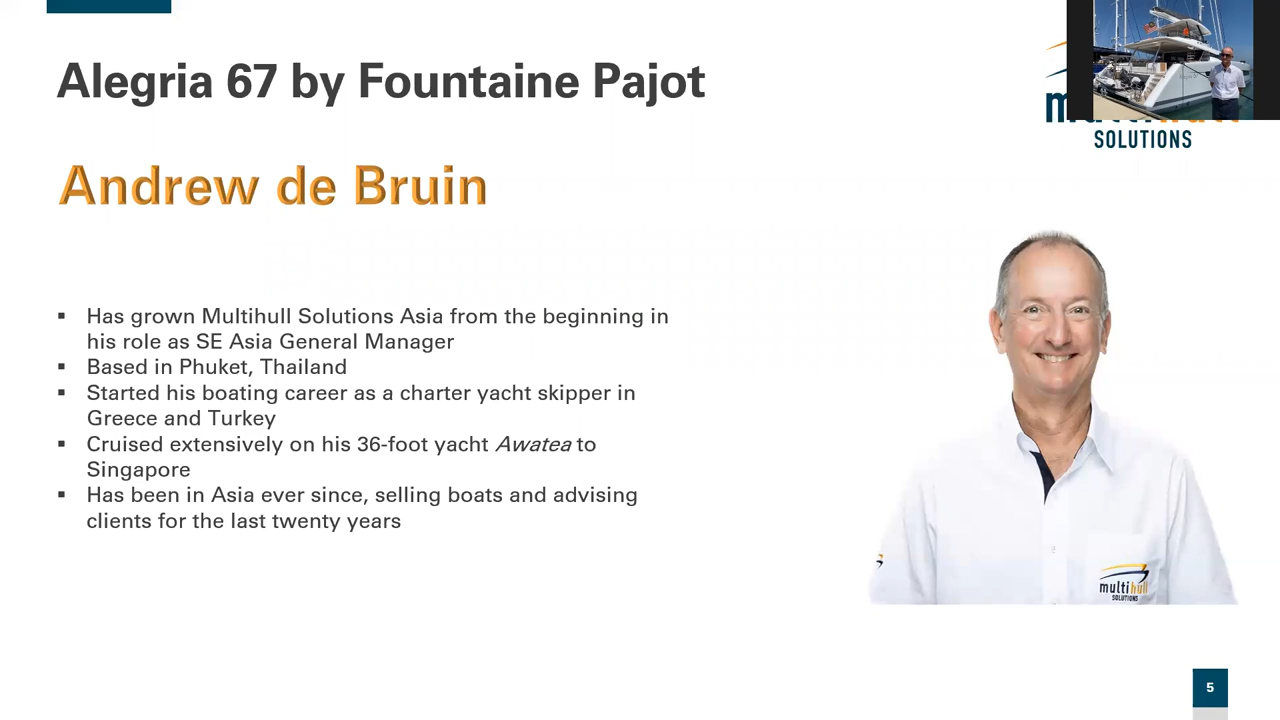 Alegria 67 by Fountaine Pajot
SOLUTIONS
Andrew de Bruin
▪ Has grown Multihull Solutions Asia from the beginning in
his role as SE Asia General Manager
▪ Based in Phuket, Thailand
▪ Started his boating career as a charter yacht skipper in
Greece and Turkey
▪ Cruised extensively on his 36-foot yacht Awatea to
Singapore
▪ Has been in Asia ever since, selling boats and advising
clients for the last twenty years
multihull
SOLUTIONS
5